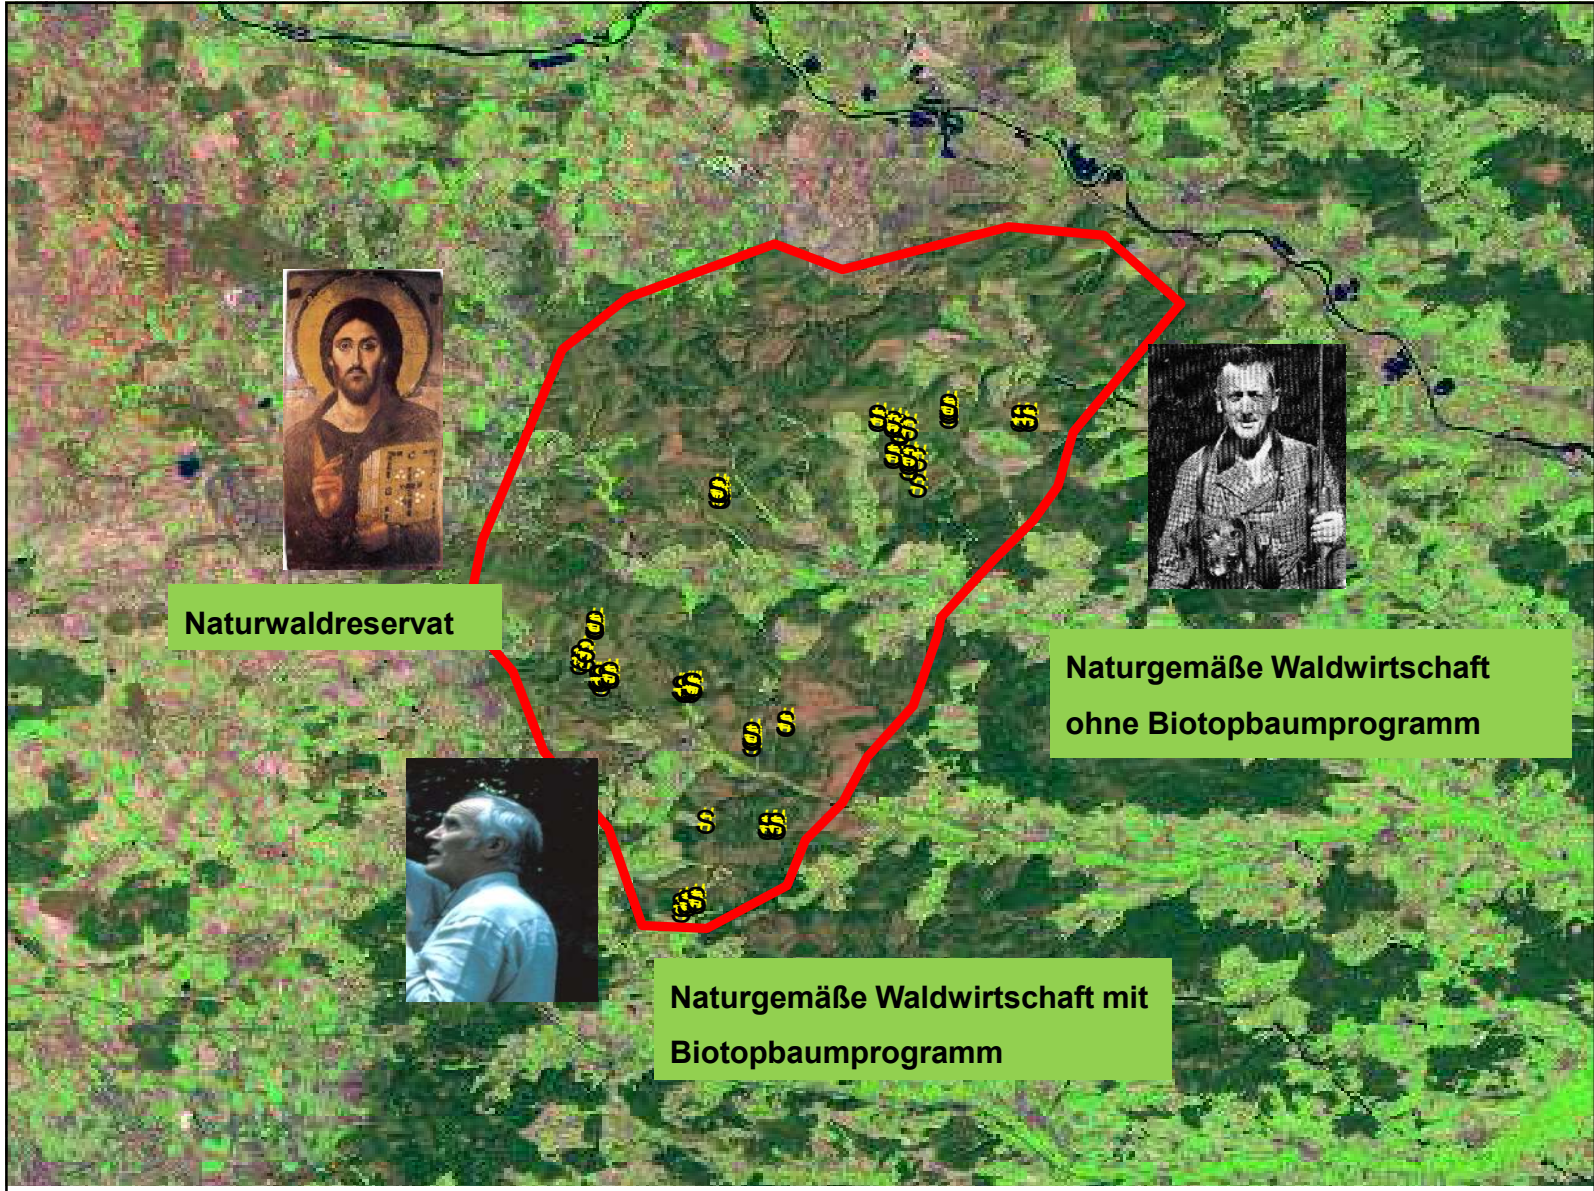 Naturwaldreservat
Naturgemäße Waldwirtschaft
ohne Biotopbaumprogramm
Naturgemäße Waldwirtschaft mit
Biotopbaumprogramm